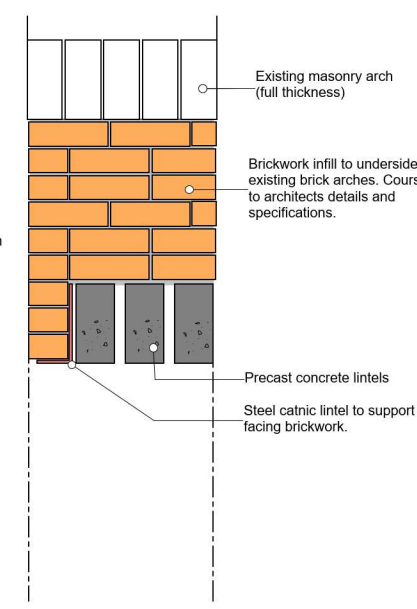 Existing masonry arch
(full thickness)
Brickwork infill to underside
existing brick arches.
to architects details and
specifications.
Precast concrete lintels
Steel catnic lintel to support
facing brickwork.